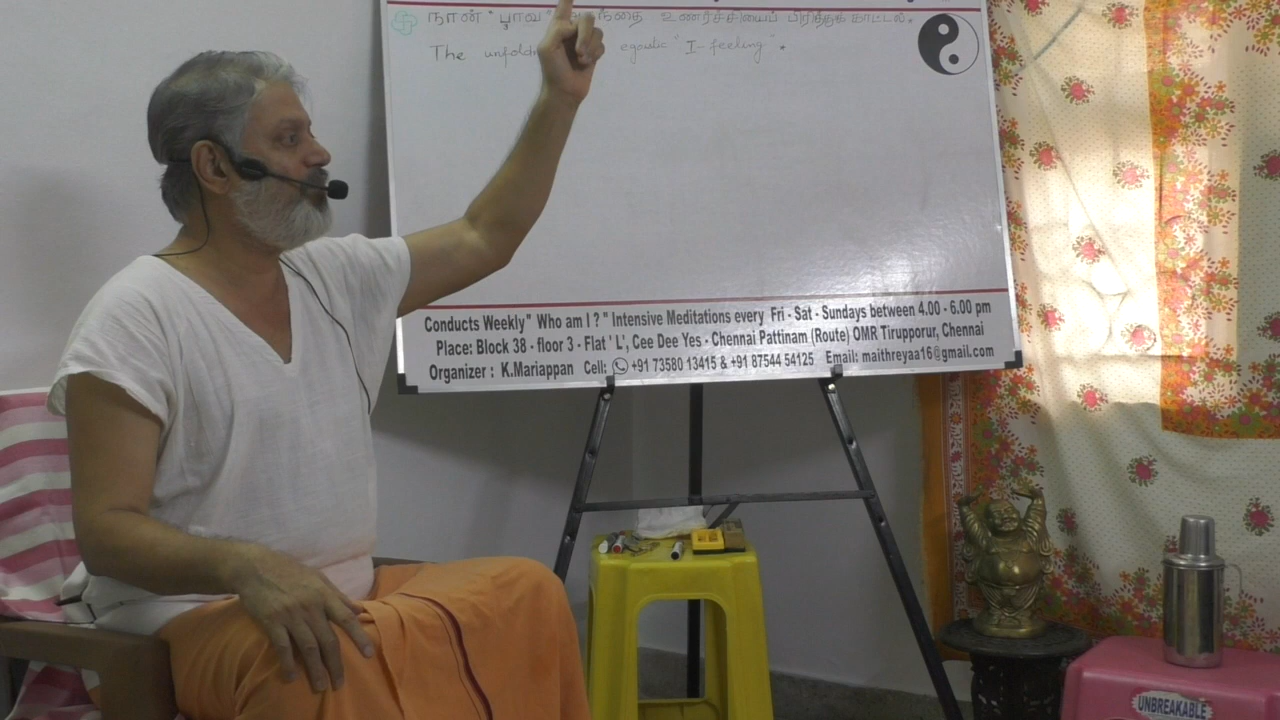 நான் " பாவ " உணர்ச்சியைப் பிரித்துக் காட்டல்.
The egoistic " I - feeling " .
Conducts Weekly " Who am I ? " Intensive Meditations every Fri - Sat - Sundays between 4.00 - 6.00 pm
Place: Block 38 - floor 3 - Flat ' L', Cee Dee Yes - Chennai Pattinam (Route) OMR Tirupporur, Chennai
Organizer : K.Mariappan Cell: +91 73580 13415 & +91 87544 54125 Email: maithreyaa16@gmail.com
UNBREAKABLE